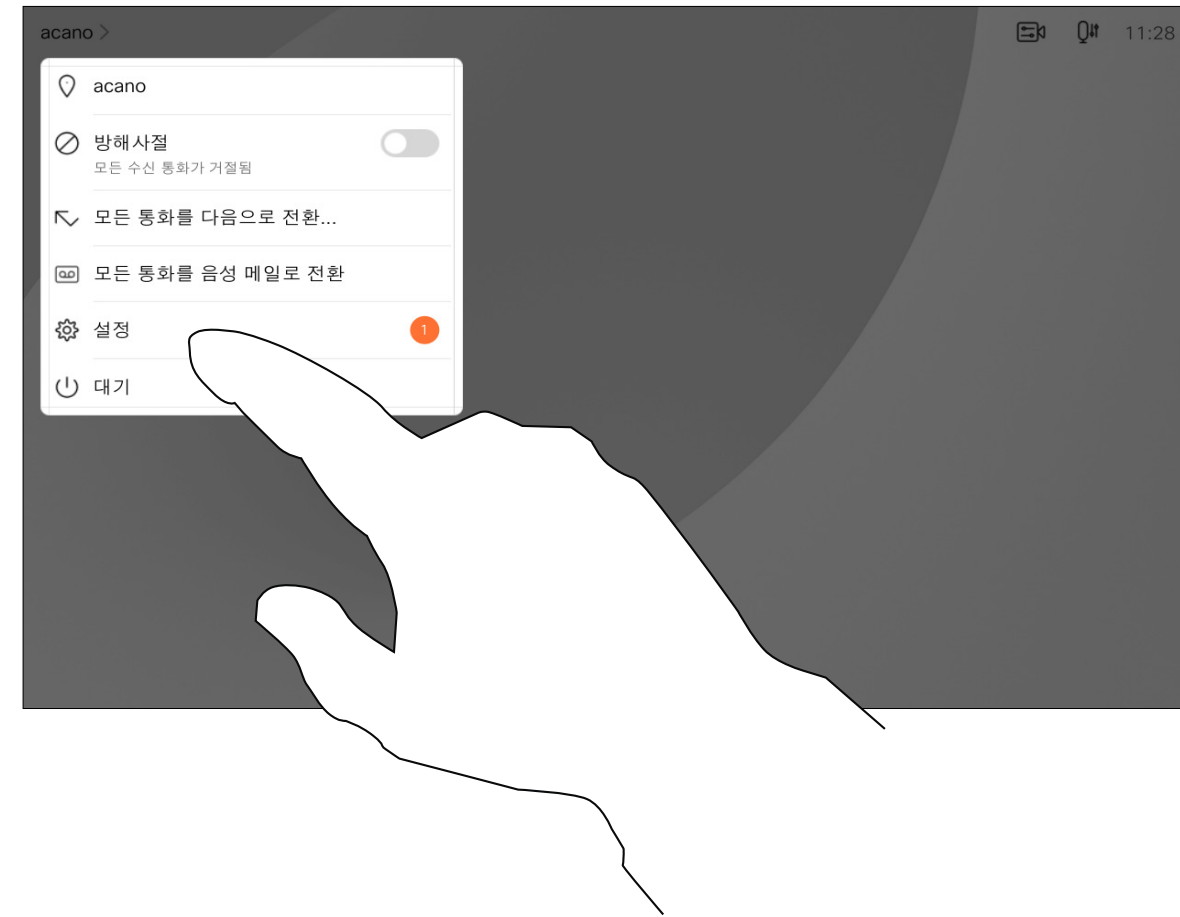 acano >
11:28
acano
방해사절
모든 수신 통화가 거절됨
모든 통화를 다음으로 전환...
모든 통화를 음성 메일로 전환
설정
1
대기